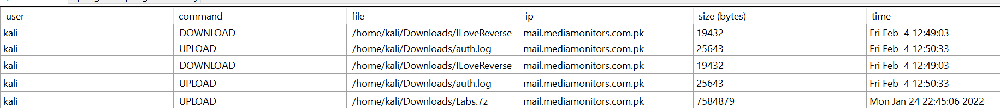 user command file ip size (bytes) time
kali DOWNLOAD /home/kali/Downloads/ILoveReverse mail.mediamonitors.com.pk 19432 Fri Feb  4 12:49:03
kali UPLOAD /home/kali/Downloads/auth.log mail.mediamonitors.com.pk 25643 Fri Feb  4 12:50:33
kali DOWNLOAD /home/kali/Downloads/ILoveReverse mail.mediamonitors.com.pk 19432 Fri Feb  4 12:49:03
kali UPLOAD /home/kali/Downloads/auth.log mail.mediamonitors.com.pk 25643 Fri Feb  4 12:50:33
kali UPLOAD /home/kali/Downloads/Labs.7z mail.mediamonitors.com.pk 7584879 Mon Jan 24 22:45:06 2022